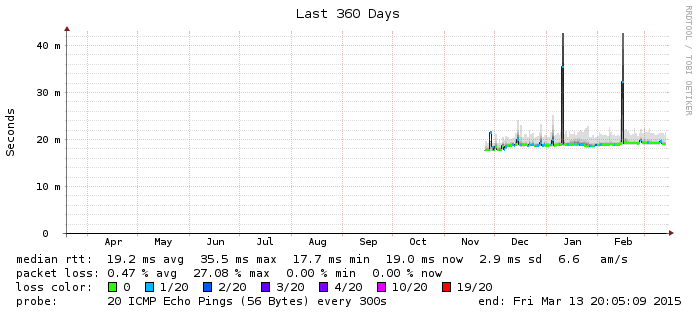 Last 360 Days
RRDTOOL / TOBI OETIKER
Seconds
40 m
30 m
20 m
10 m
0
Apr May Jun Jul Aug Sep Oct Nov Dec Jan Feb
median rtt: 19.2 ms avg 35.5 ms max 17.7 ms min 19.0 ms now 2.9 ms sd 6.6 am/s
packet loss: 0.47 % avg 27.08 % max 0.00 % min 0.00 % now
loss color: 0 1/20 2/20 3/20 4/20 10/20 19/20
probe: 20 ICMP Echo Pings (56 Bytes) every 300s end: Fri Mar 13 20:05:09 2015